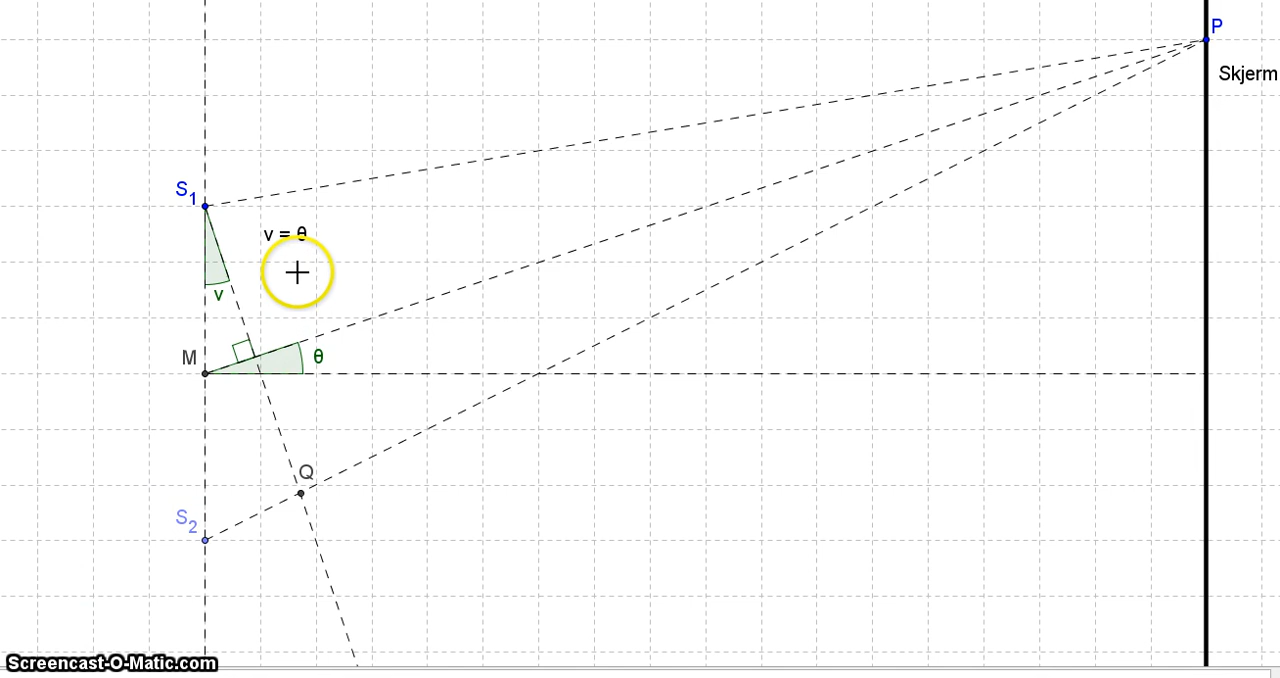 P
Skjerm
S1
v = θ
v
M
θ
Q
S2
Screencast-O-Matic.com